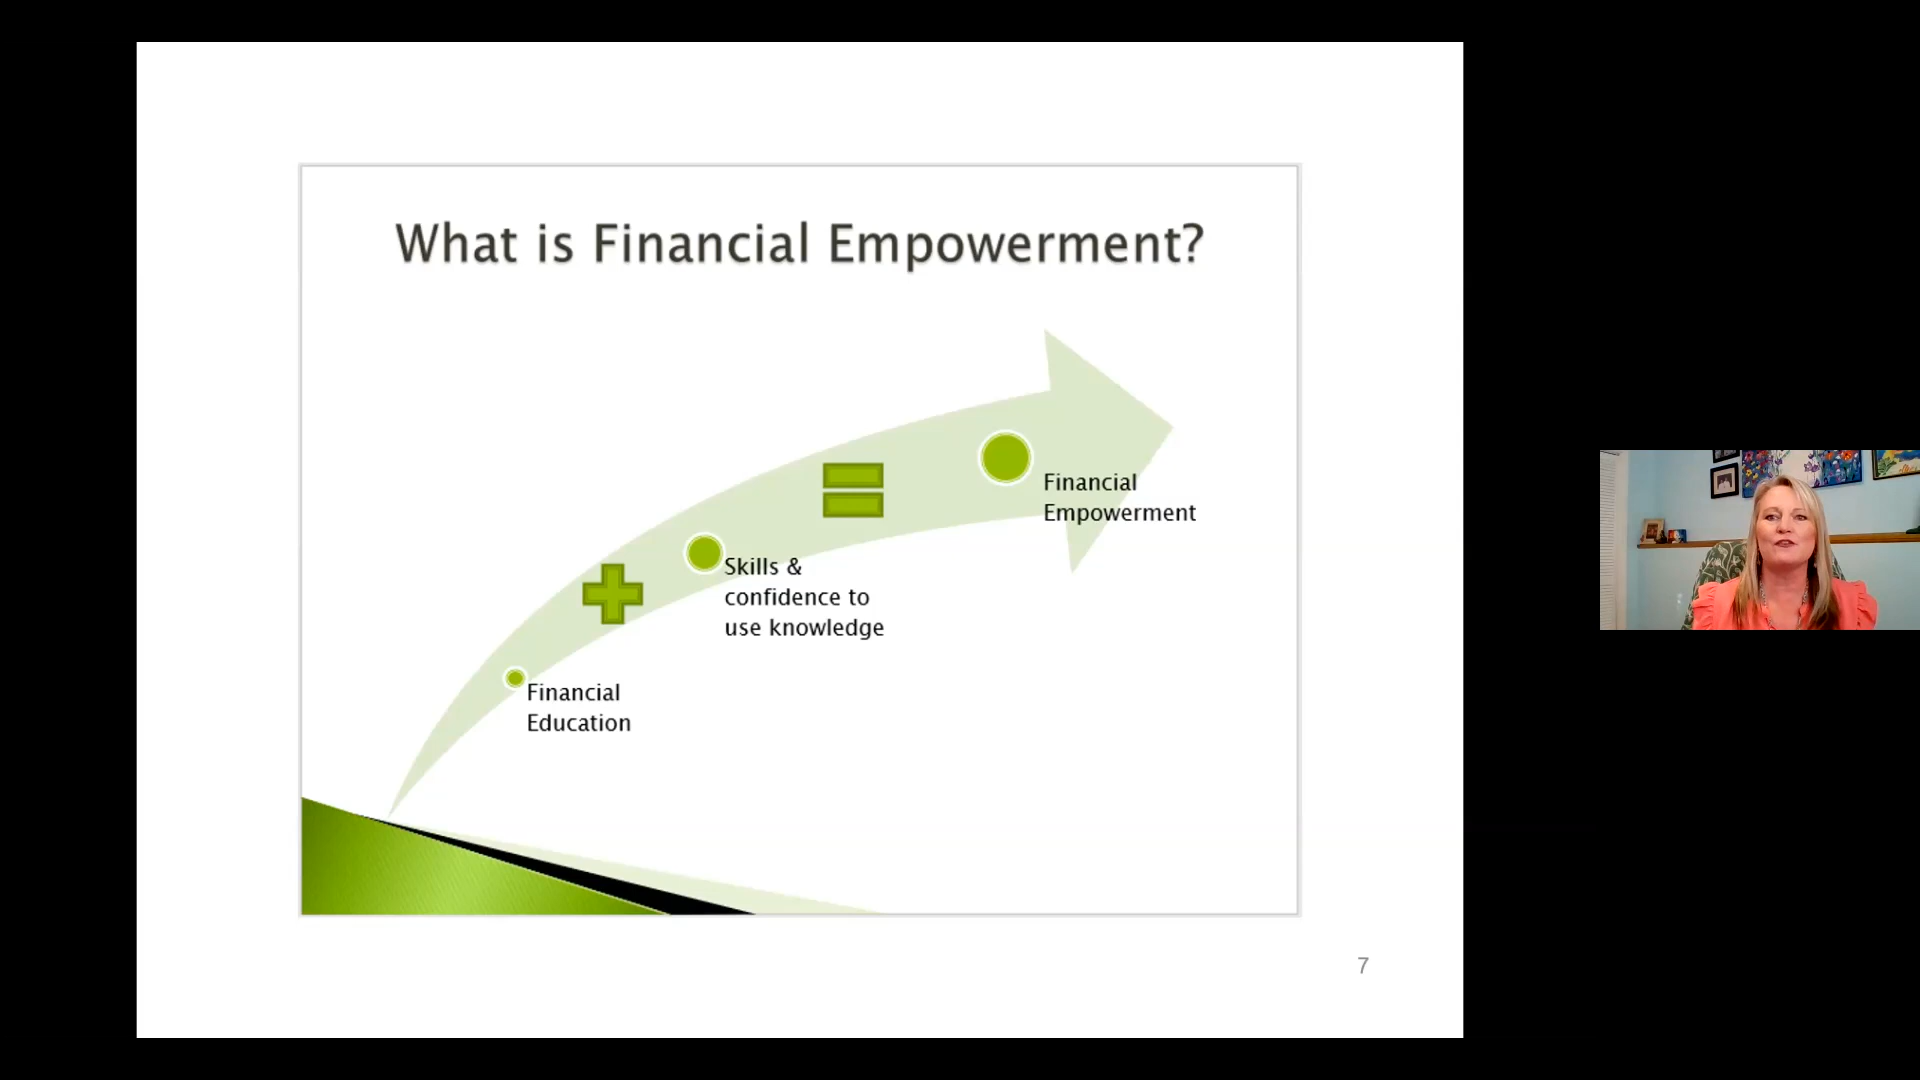 What is Financial Empowerment?
Financial
Empowerment
Skills &
confidence to
use knowledge
Financial
Education
7